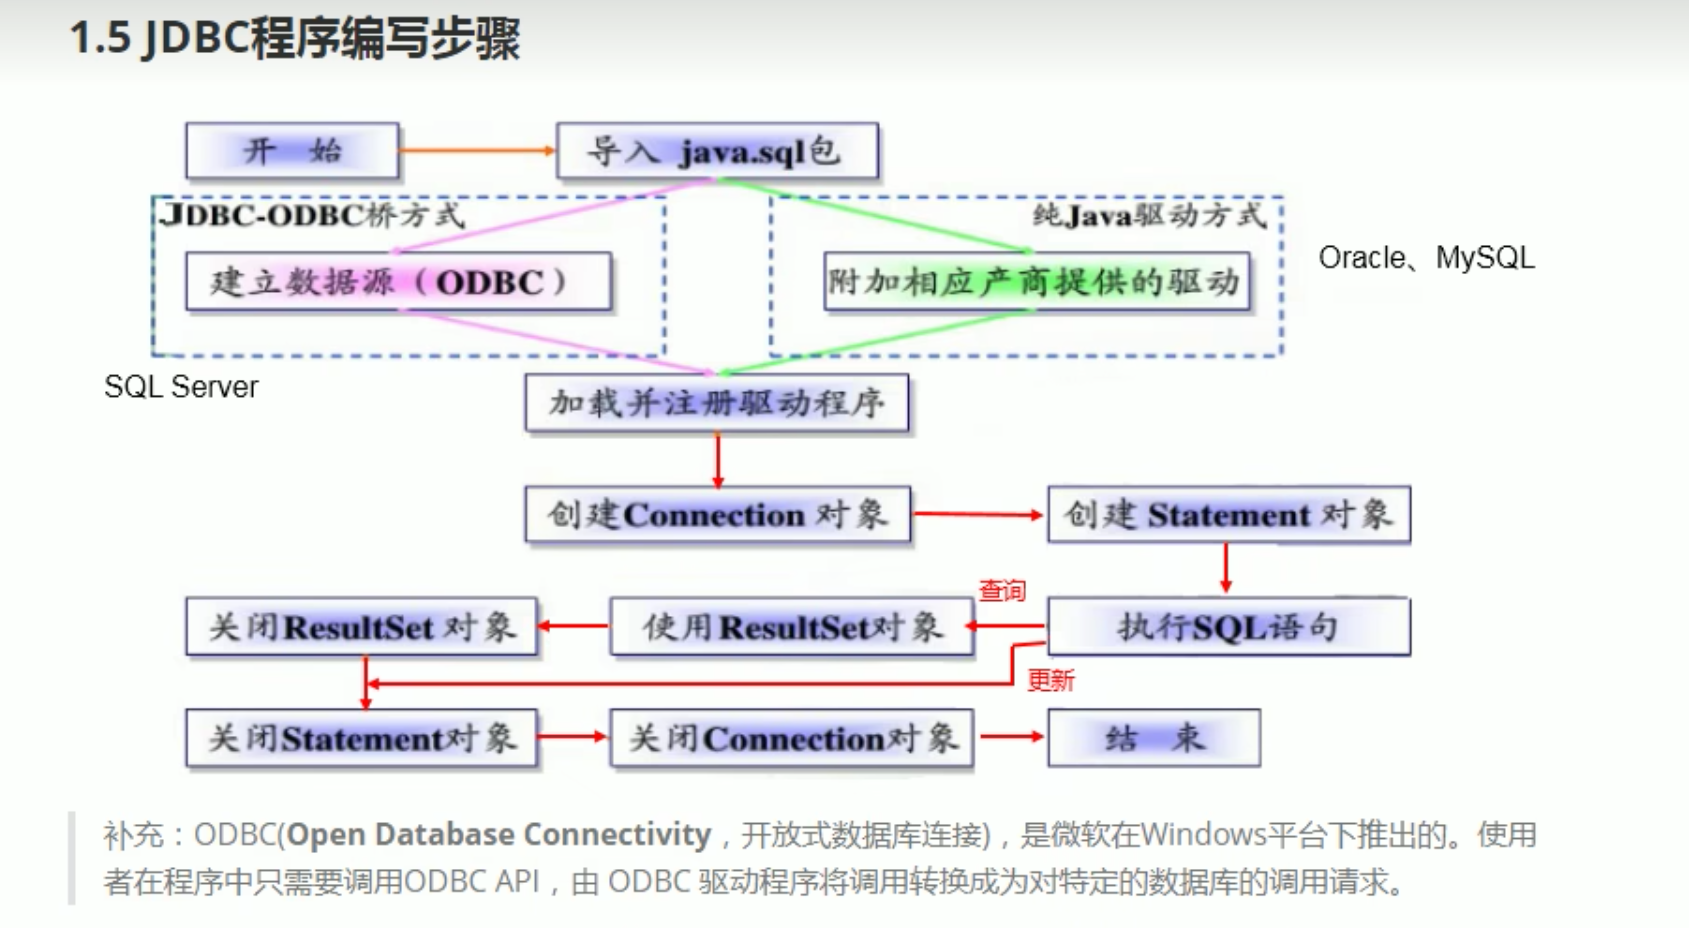 1.5 JDBC程序编写步骤
开 始
导入 java.sql包
JDBC-ODBC桥方式
纯Java驱动方式
建立数据源（ODBC）
附加相应产商提供的驱动
Oracle、MySQL
SQL Server
加载并注册驱动程序
创建Connection 对象
创建 Statement 对象
查询
关闭ResultSet 对象
使用ResultSet对象
执行SQL语句
更新
关闭Statement对象
关闭Connection对象
结 束
补充：ODBC(Open Database Connectivity，开放式数据库连接)，是微软在Windows平台下推出的。使用
者在程序中只需要调用ODBC API，由 ODBC 驱动程序将调用转换成为对特定的数据库的调用请求。